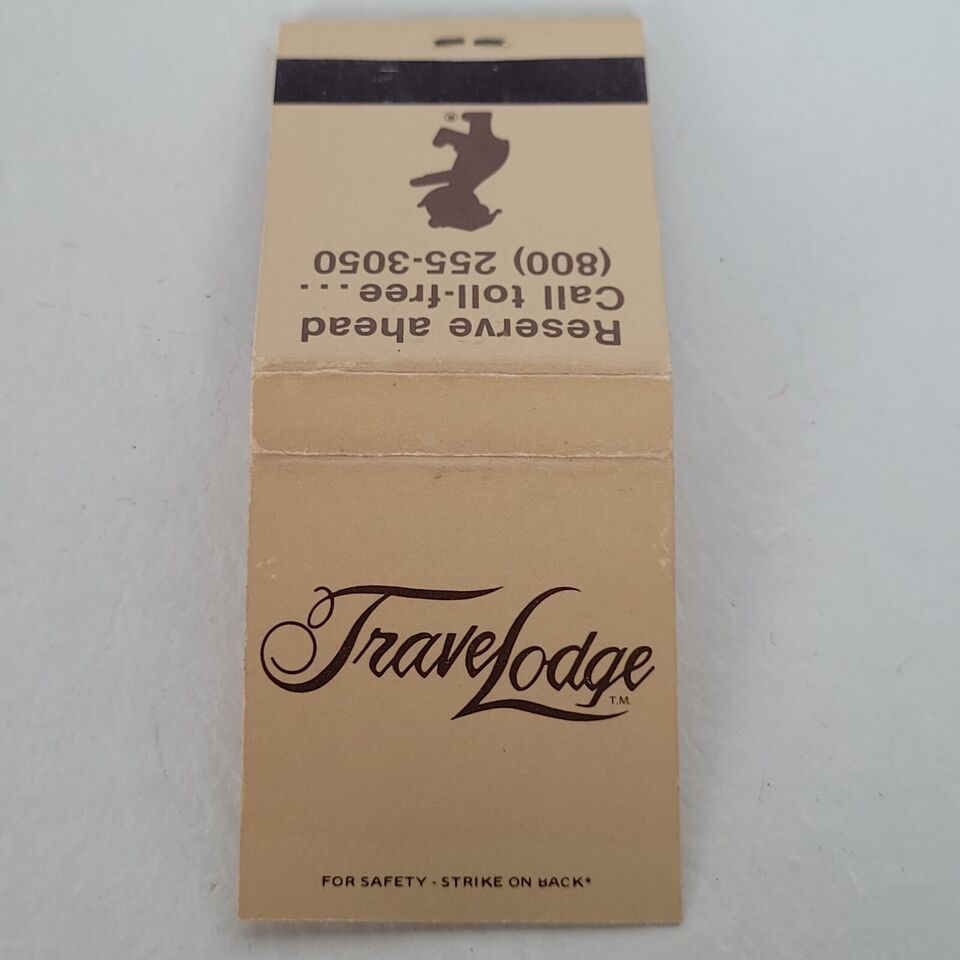 ®
Reserve ahead
Call toll-free...
(800) 255-3050
TraveLodge
T.M.
FOR SAFETY - STRIKE ON BACK*